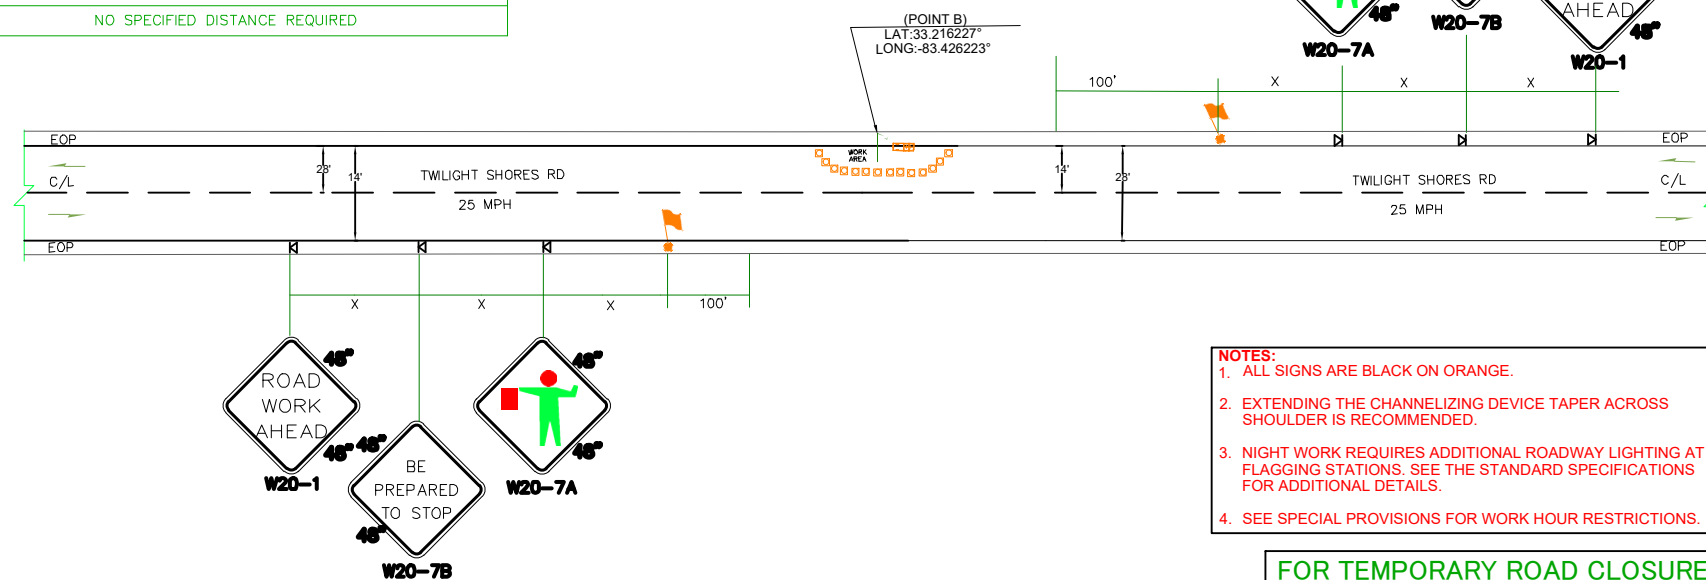 NO SPECIFIED DISTANCE REQUIRED
(POINT B)
LAT:33.216227°
LONG:-83.426223°
48"
W20-7A
W20-7B
AHEAD
48"
W20-1
100'
X
X
X
EOP
EOP
C/L
28'
14'
TWILIGHT SHORES RD
25 MPH
WORK
AREA
14'
28'
TWILIGHT SHORES RD
25 MPH
C/L
EOP
EOP
X
X
X
100'
ROAD
WORK
AHEAD
48"
48"
W20-1
BE
PREPARED
TO STOP
48"
48"
W20-7B
48"
48"
W20-7A
NOTES:
1. ALL SIGNS ARE BLACK ON ORANGE.
2. EXTENDING THE CHANNELIZING DEVICE TAPER ACROSS
SHOULDER IS RECOMMENDED.
3. NIGHT WORK REQUIRES ADDITIONAL ROADWAY LIGHTING AT
FLAGGING STATIONS. SEE THE STANDARD SPECIFICATIONS
FOR ADDITIONAL DETAILS.
4. SEE SPECIAL PROVISIONS FOR WORK HOUR RESTRICTIONS.
FOR TEMPORARY ROAD CLOSURE